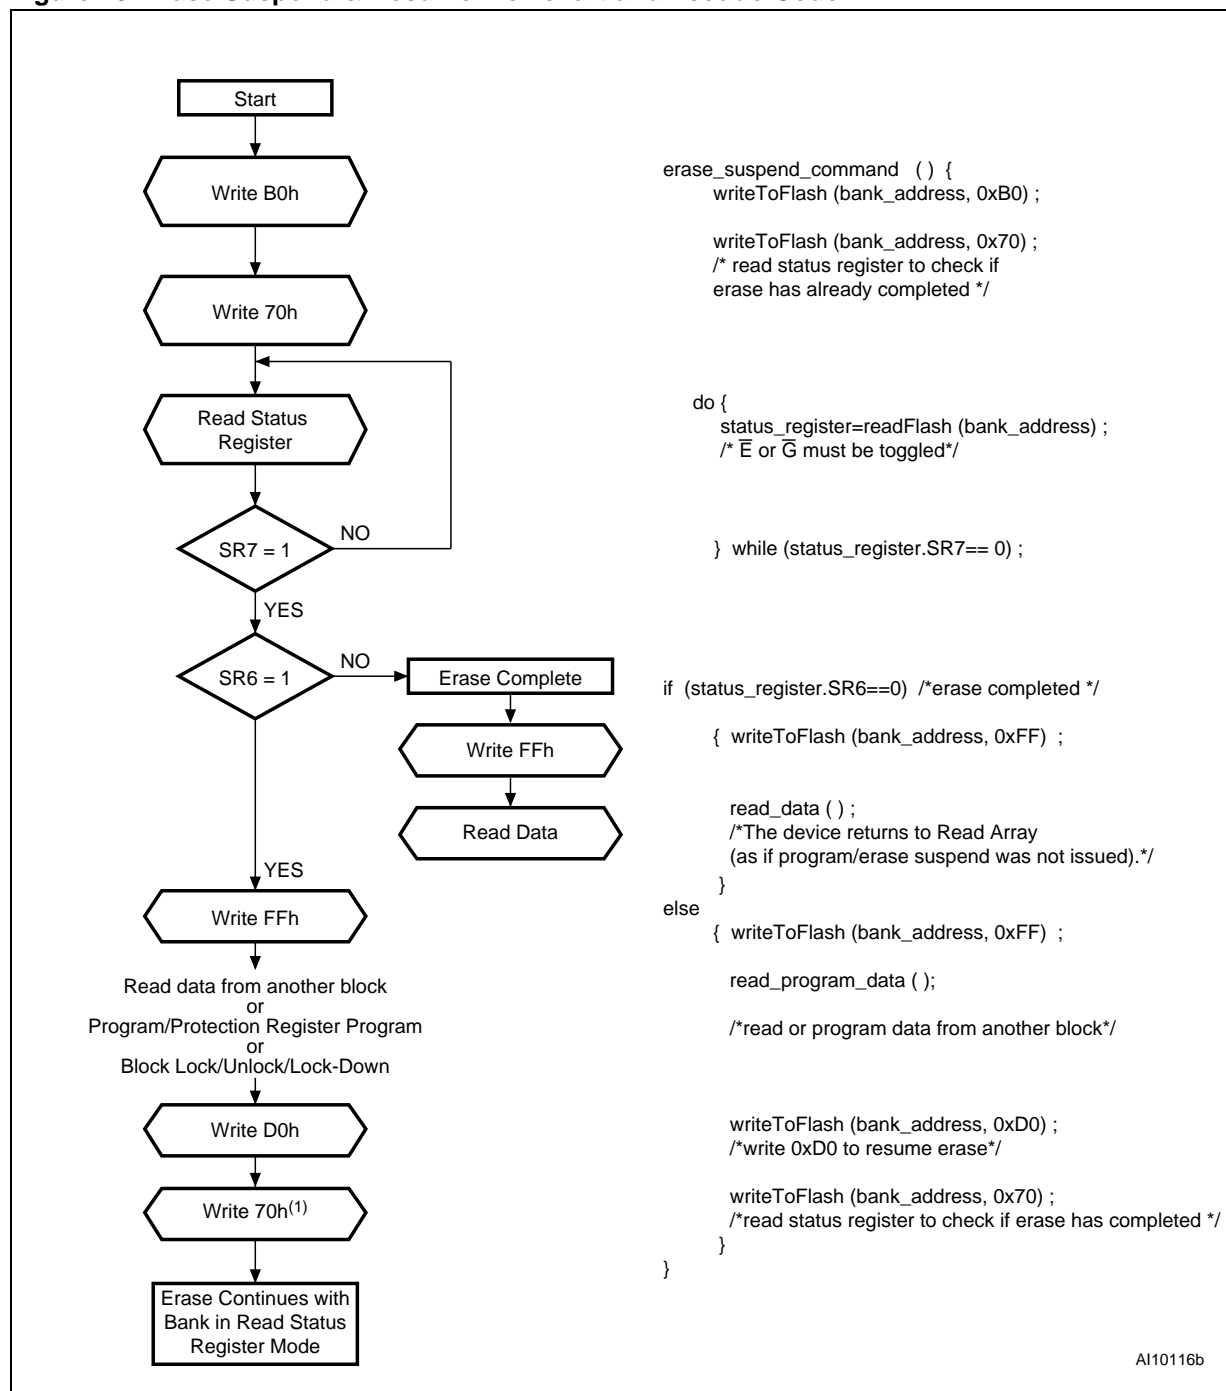 Start
Write B0h
Write 70h
Read Status
Register
NO
SR7 = 1
YES
NO
SR6 = 1
Erase Complete
Write FFh
Read Data
YES
Write FFh
Read data from another block
or
Program/Protection Register Program
or
Block Lock/Unlock/Lock-Down
Write D0h
Write 70h(1)
Erase Continues with
Bank in Read Status
Register Mode
erase_suspend_command ( ) {
writeToFlash (bank_address, 0xB0) ;
writeToFlash (bank_address, 0x70) ;
/* read status register to check if
erase has already completed */
do {
status_register=readFlash (bank_address) ;
/* E̅ or G̅ must be toggled*/
} while (status_register.SR7== 0) ;
if (status_register.SR6==0) /*erase completed */
{ writeToFlash (bank_address, 0xFF) ;
read_data ( ) ;
/*The device returns to Read Array
(as if program/erase suspend was not issued).*/
}
else
{ writeToFlash (bank_address, 0xFF) ;
read_program_data ( );
/*read or program data from another block*/
writeToFlash (bank_address, 0xD0) ;
/*write 0xD0 to resume erase*/
writeToFlash (bank_address, 0x70) ;
/*read status register to check if erase has completed */
}
}
AI10116b